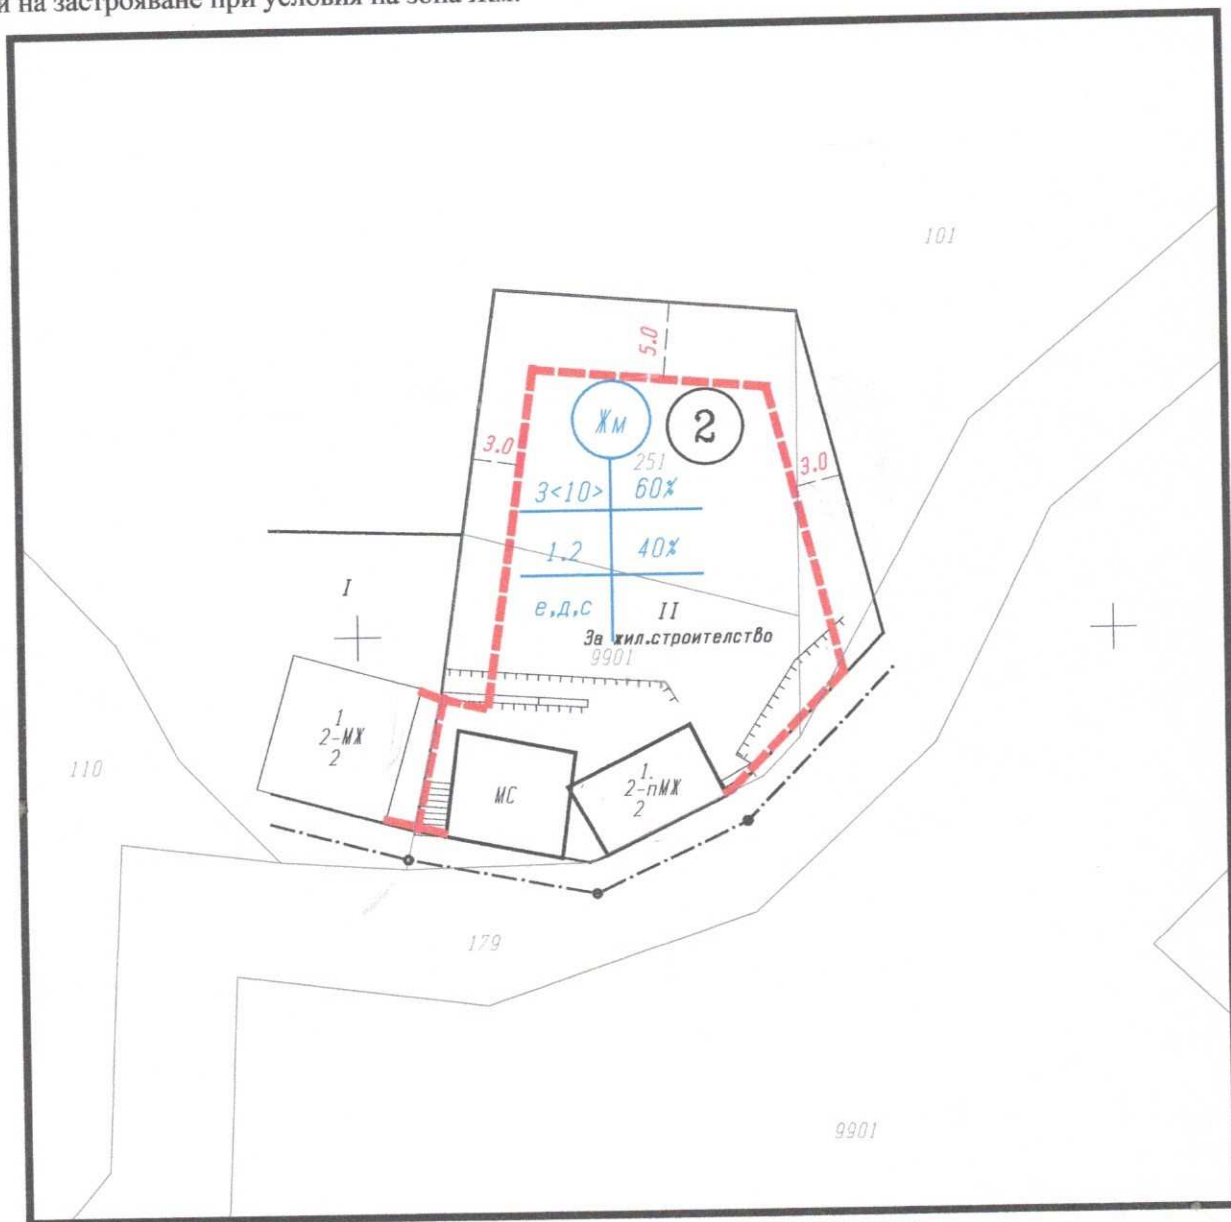 и на застрояване при условия на зона
101
5.0
Жм
2
3.0
251
3.0
3<10> 60%
1.2 40%
I
е,д,с
II
За жил.строителство
9901
1
2-МЖ
2
110
МС
1.
2-пМЖ
2
179
9901